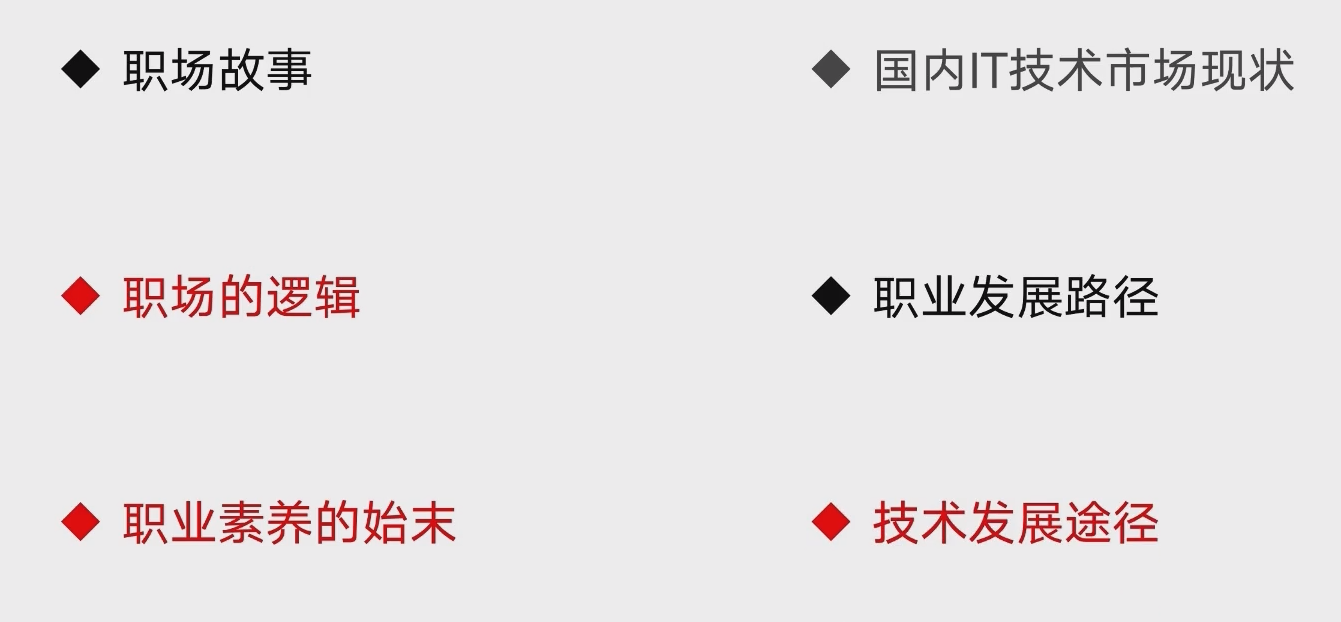 职场故事
国内IT技术市场现状
职场的逻辑
职业发展路径
职业素养的始末
技术发展途径